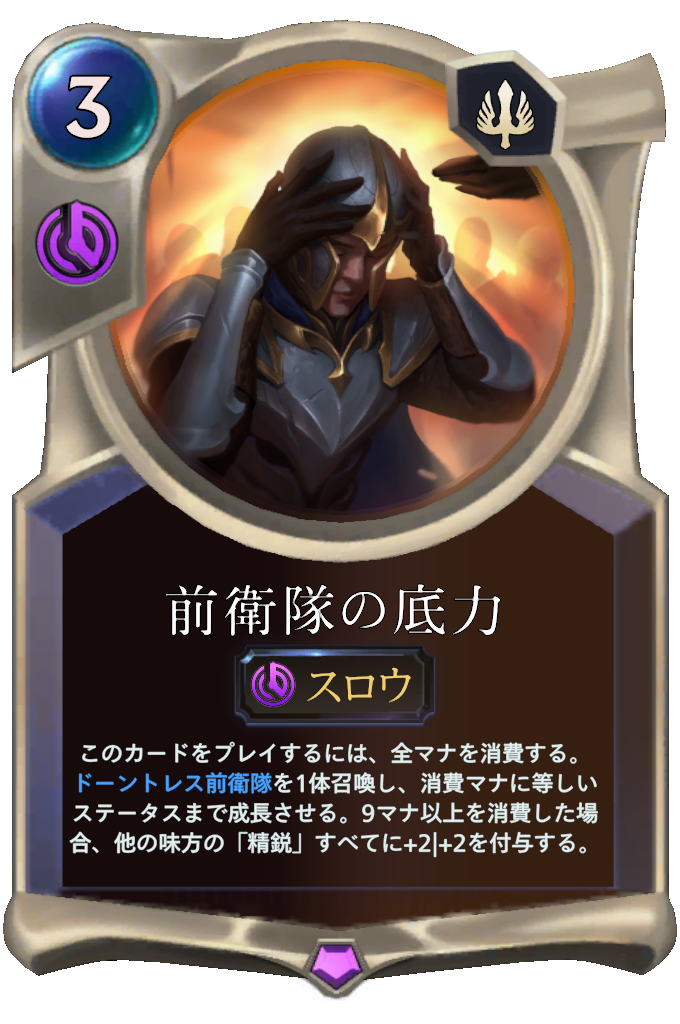 3
前衛隊の底力
スロウ
このカードをプレイするには、全マナを消費する。
ドーントレス前衛隊を1体召喚し、消費マナに等しい
ステータスまで成長させる。9マナ以上を消費した場
合、他の味方の「精鋭」すべてに+2|+2を付与する。